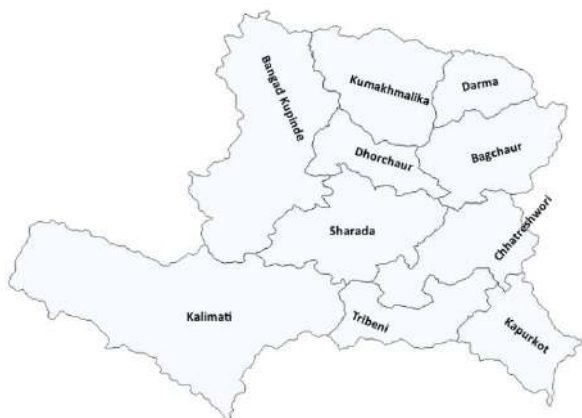 Bangad Kupinde
Kumakhmalika
Darma
Dhorchaur
Bagchaur
Sharada
Chhatreshwori
Kalimati
Tribeni
Kapurkot